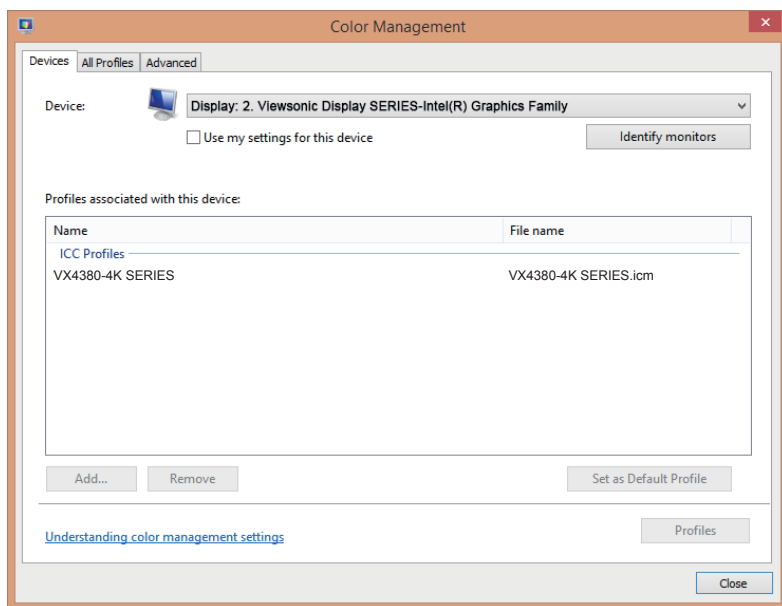 Color Management
Devices All Profiles Advanced
Device: Display: 2. Viewsonic Display SERIES-Intel(R) Graphics Family
Use my settings for this device Identify monitors
Profiles associated with this device:
Name File name
ICC Profiles
VX4380-4K SERIES VX4380-4K SERIES.icm
Add... Remove Set as Default Profile
Understanding color management settings Profiles
Close